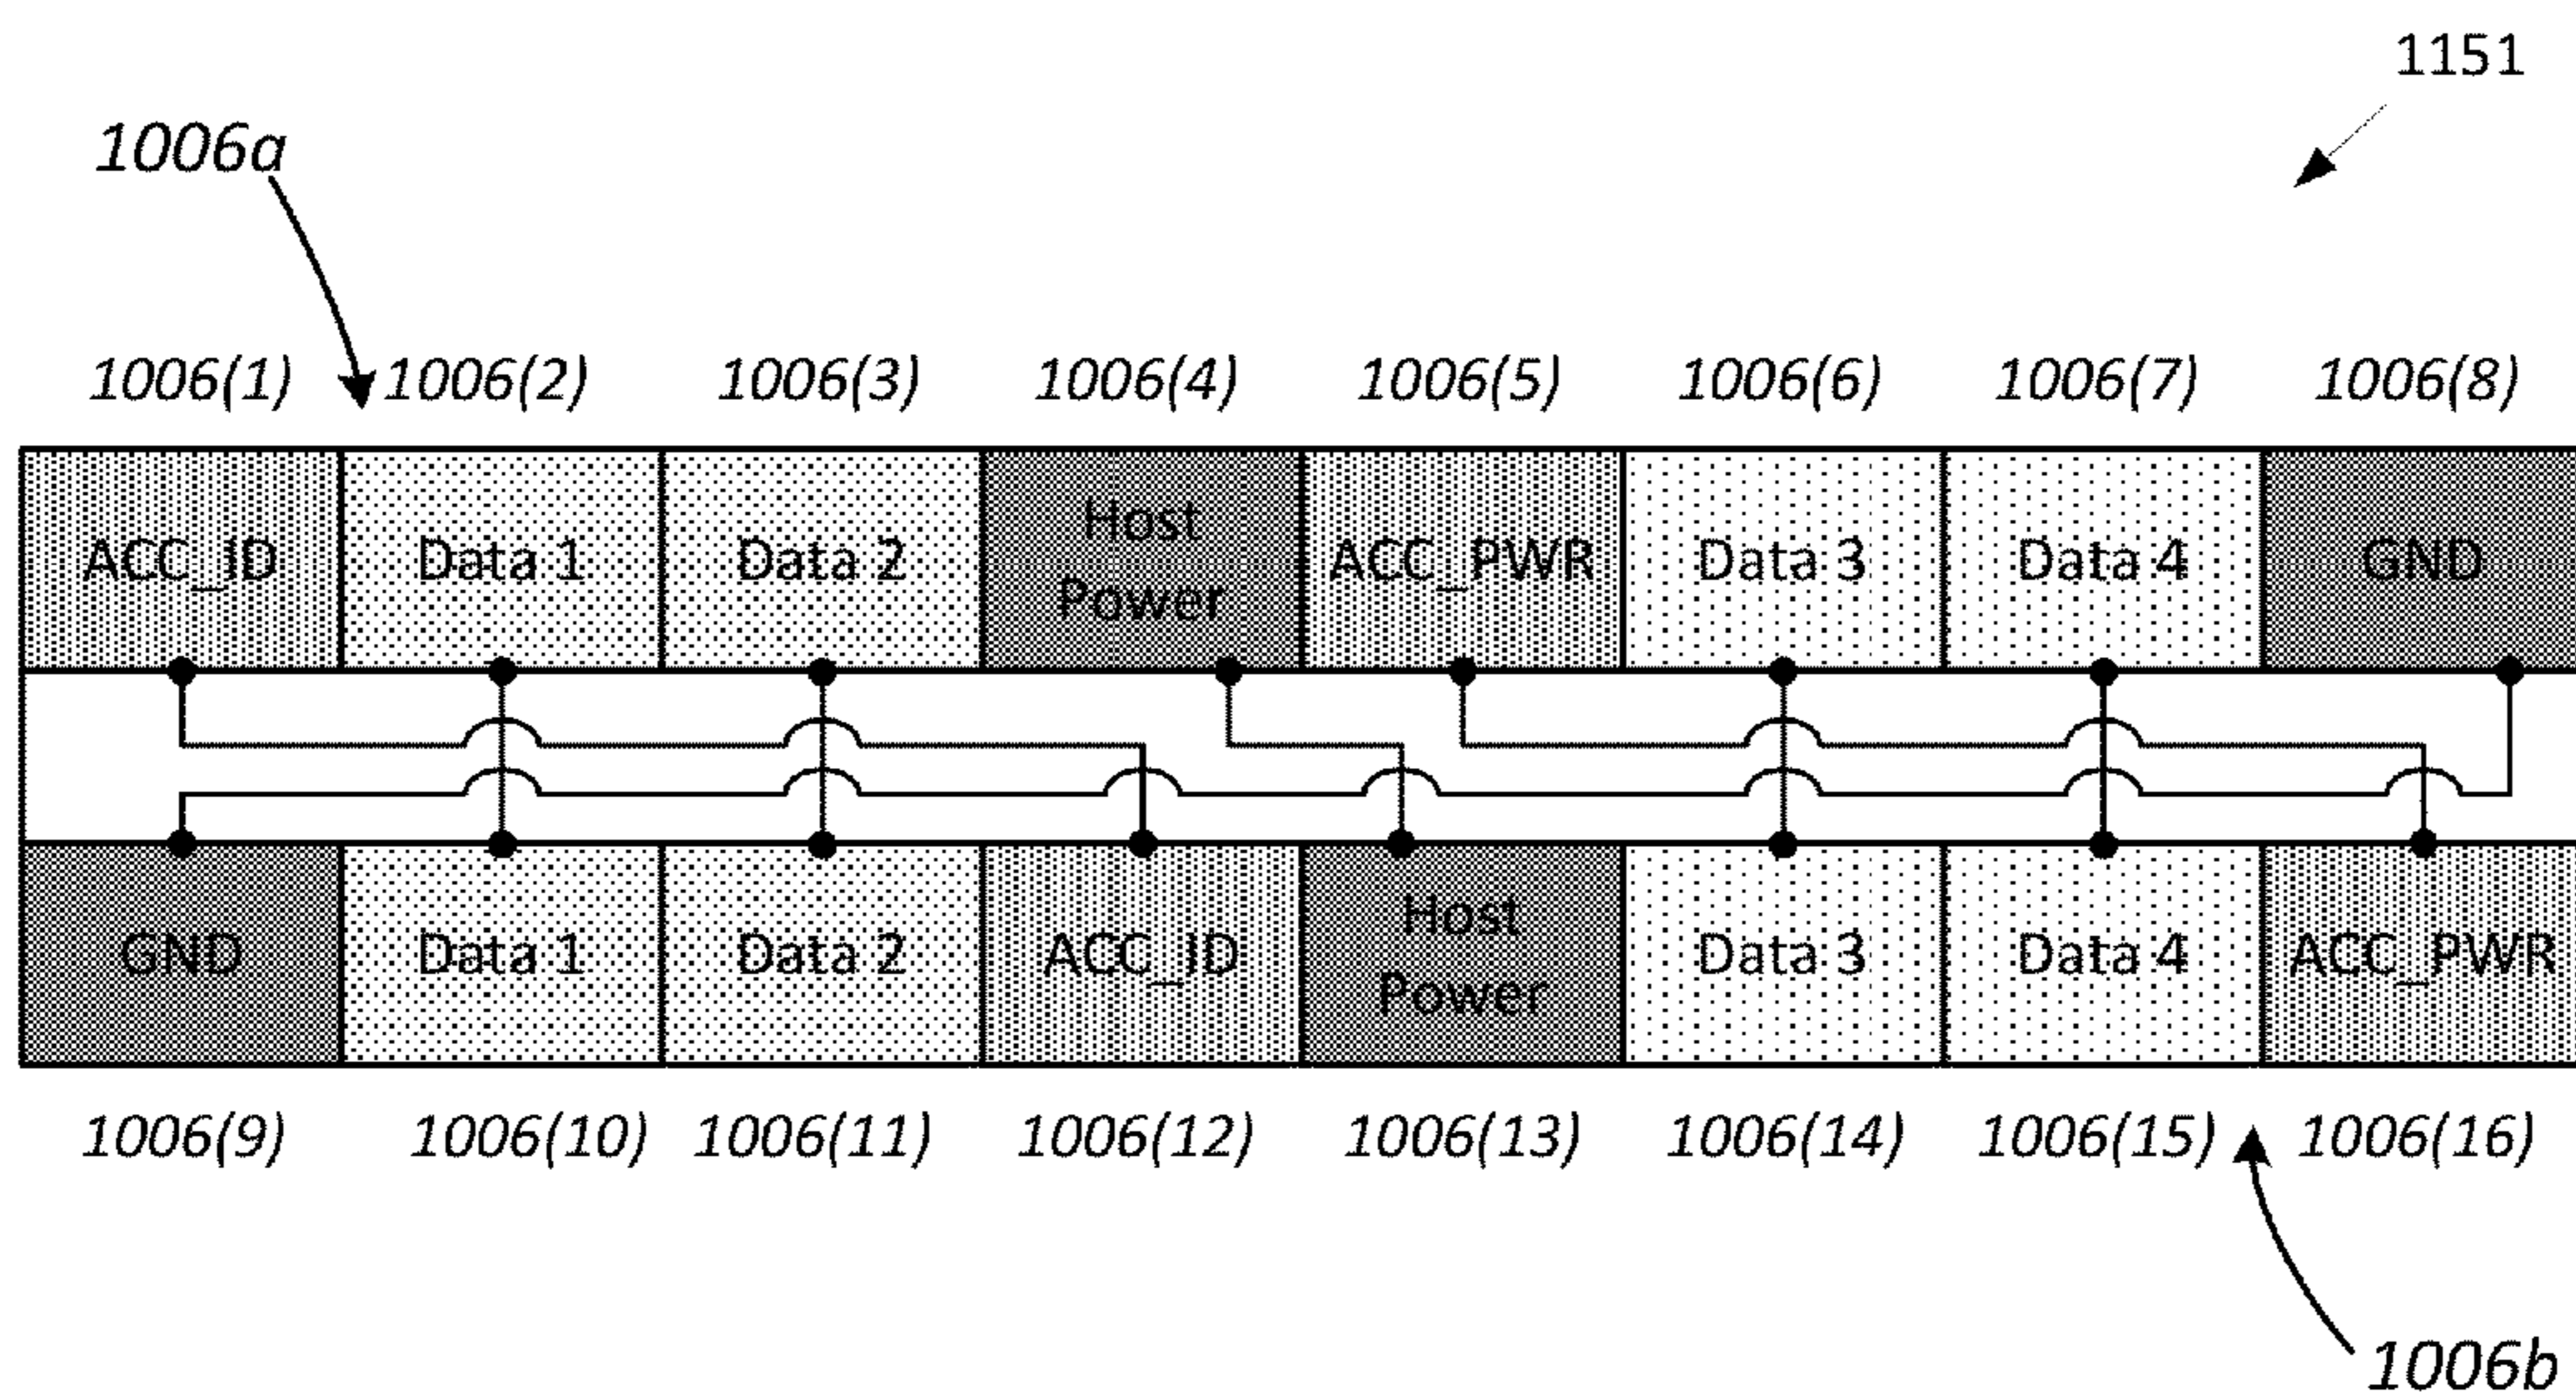 1151
1006a
1006(1) 1006(2) 1006(3) 1006(4) 1006(5) 1006(6) 1006(7) 1006(8)
ACC_ID Data 1 Data 2 Host Power ACC_PWR Data 3 Data 4 GND
GND Data 1 Data 2 ACC_ID Host Power Data 3 Data 4 ACC_PWR
1006(9) 1006(10) 1006(11) 1006(12) 1006(13) 1006(14) 1006(15) 1006(16)
1006b